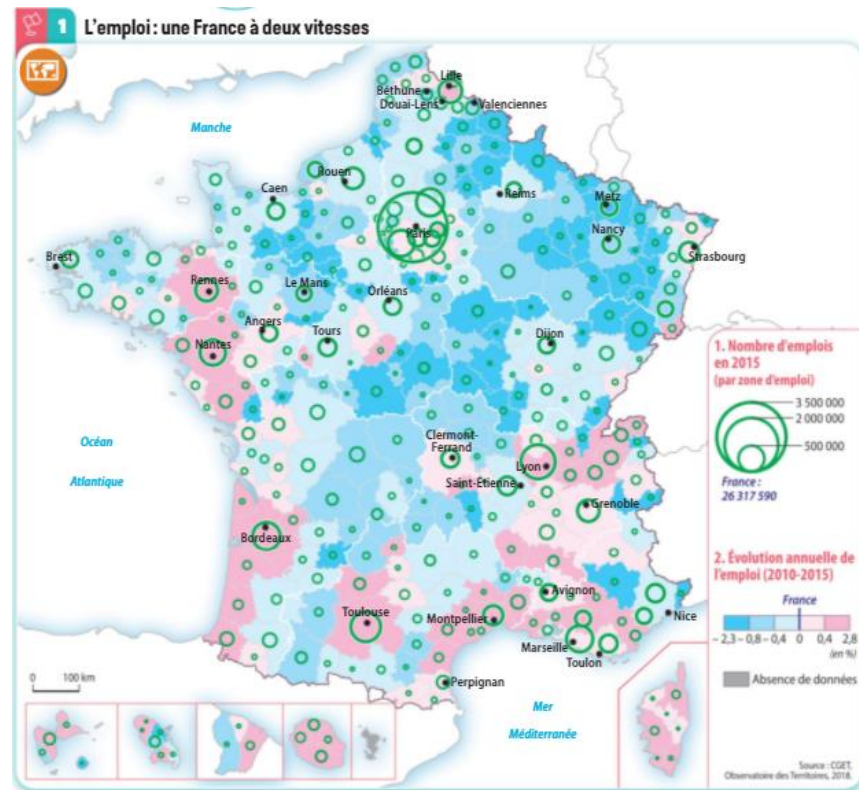 1 L'emploi : une France à deux vitesses
Lille
Béthune
Douai-Lens
Valenciennes
Manche
Rouen
Caen
Reims
Metz
Paris
Nancy
Strasbourg
Brest
Rennes
Le Mans
Orléans
Angers
Tours
Dijon
Nantes
1. Nombre d'emplois
en 2015
(par zone d'emploi)
3 500 000
2 000 000
500 000
France :
26 317 590
Océan
Atlantique
Clermont-
Ferrand
Lyon
Saint-Étienne
Grenoble
Bordeaux
2. Évolution annuelle de
l'emploi (2010-2015)
France
– 2,3 – 0,8 – 0,4 0 0,4 2,8
(en %)
Avignon
Toulouse
Montpellier
Nice
Marseille
Toulon
Absence de données
0 100 km
Perpignan
Mer
Méditerranée
Source : CGET,
Observatoire des Territoires, 2018.